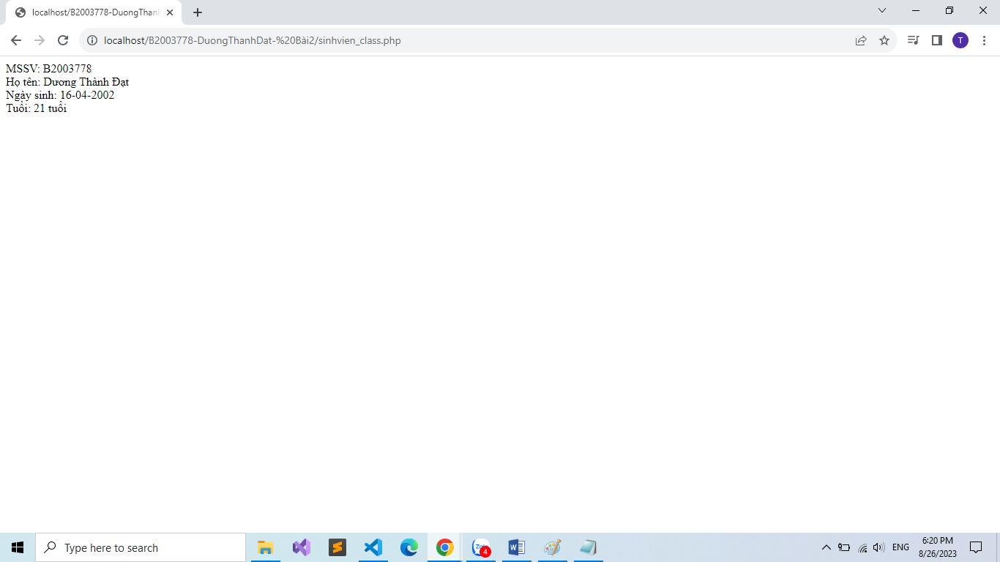 localhost/B2003778-DuongThanh
localhost/B2003778-DuongThanhDat-%20Bài2/sinhvien_class.php
T
MSSV: B2003778
Họ tên: Dương Thành Đạt
Ngày sinh: 16-04-2002
Tuổi: 21 tuổi
Type here to search
4
ENG
6:20 PM
8/26/2023